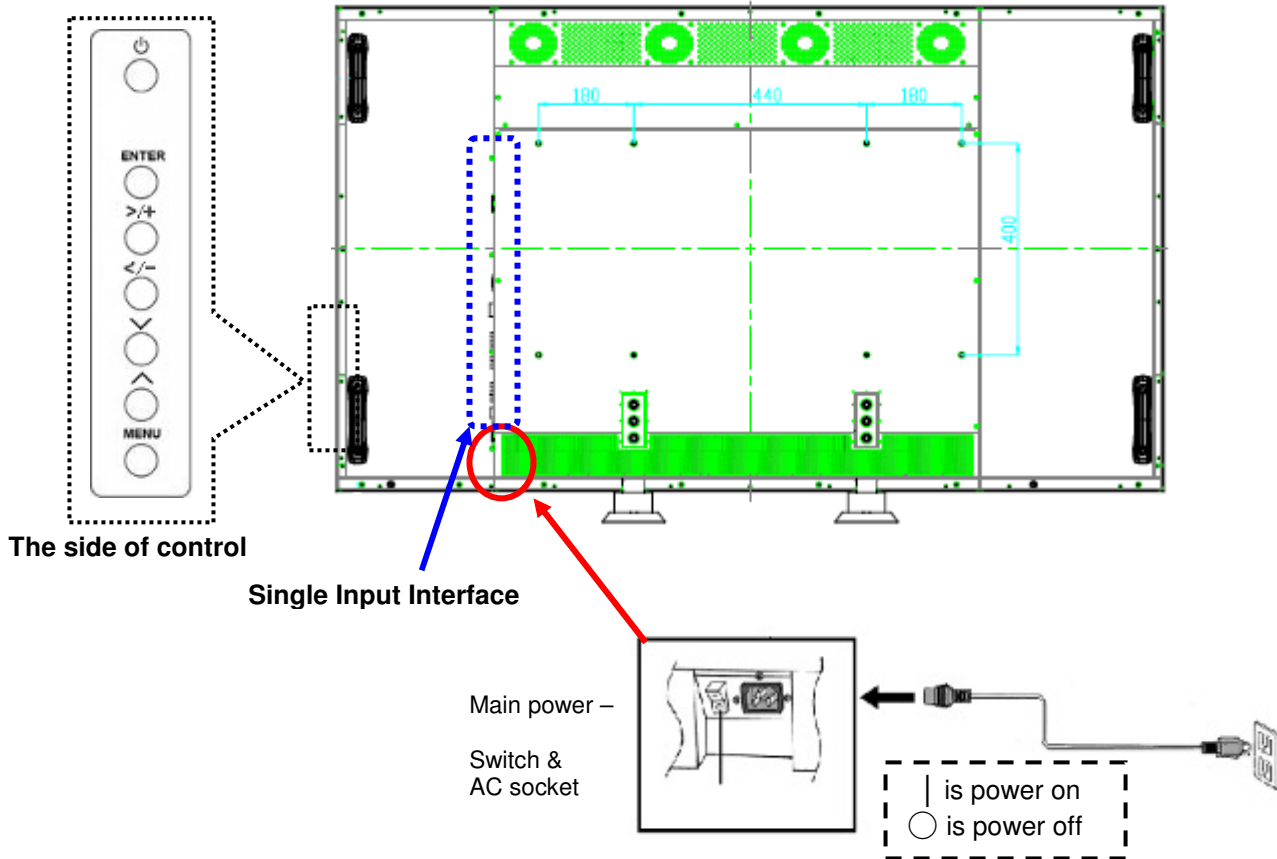 ENTER
>/+
</−
MENU
The side of control
180
440
180
400
Single Input Interface
Main power –
Switch &
AC socket
| is power on
○ is power off